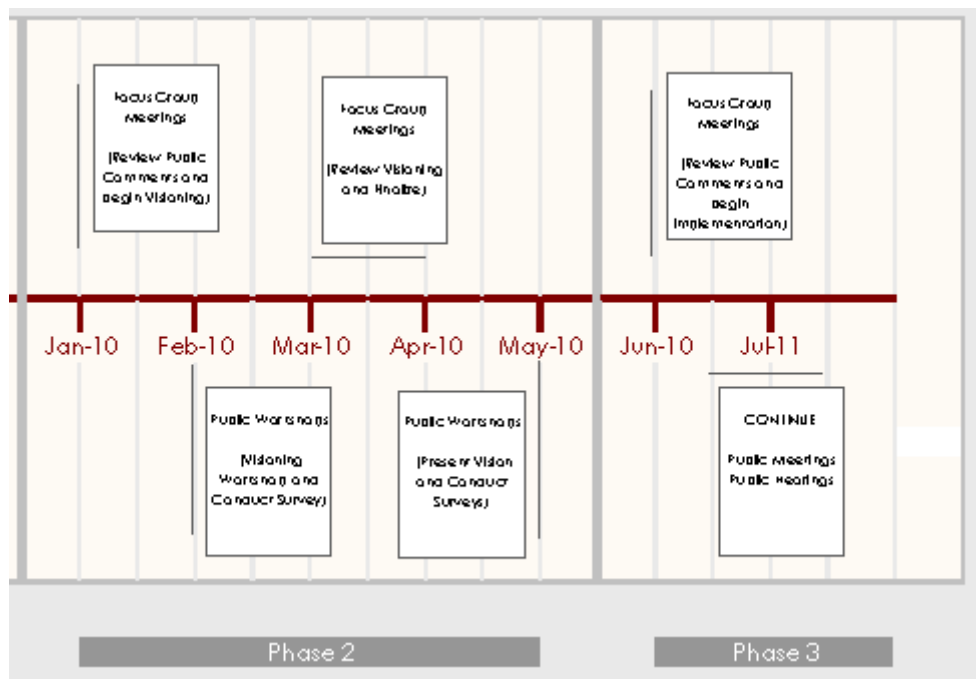 Focus Group
Meetings
(Review Public
Comments and
Begin Visioning)
Focus Group
Meetings
(Review Visioning
and Finalize)
Focus Group
Meetings
(Review Public
Comments and
Begin
Implementation)
Jan-10 Feb-10 Mar-10 Apr-10 May-10 Jun-10 Jul-11
Public Workshops
(Visioning
Workshop and
Conduct Survey)
Public Workshops
(Present Vision
and Conduct
Surveys)
CONTINUE
Public Meetings
Public Hearings
Phase 2 Phase 3